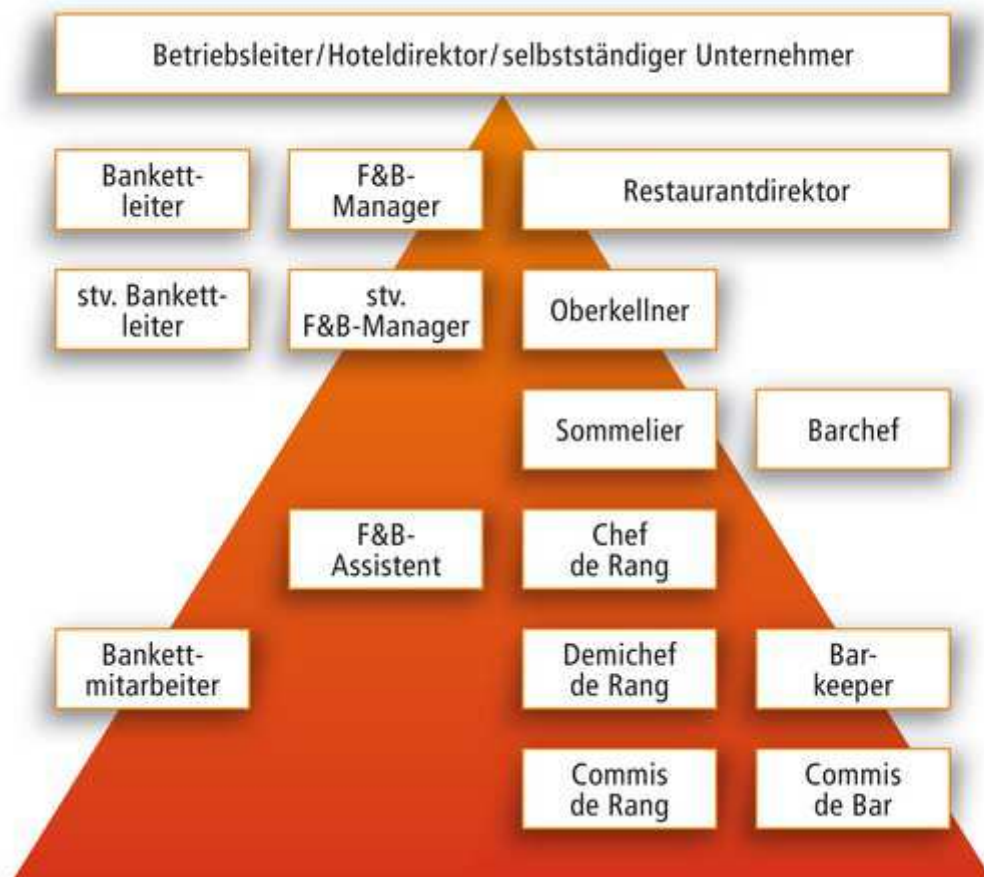 Betriebsleiter/Hoteldirektor/selbstständiger Unternehmer
Bankett-
leiter
F&B-
Manager
Restaurantdirektor
stv. Bankett-
leiter
stv.
F&B-Manager
Oberkellner
Sommelier
Barchef
F&B-
Assistent
Chef
de Rang
Bankett-
mitarbeiter
Demichef
de Rang
Bar-
keeper
Commis
de Rang
Commis
de Bar